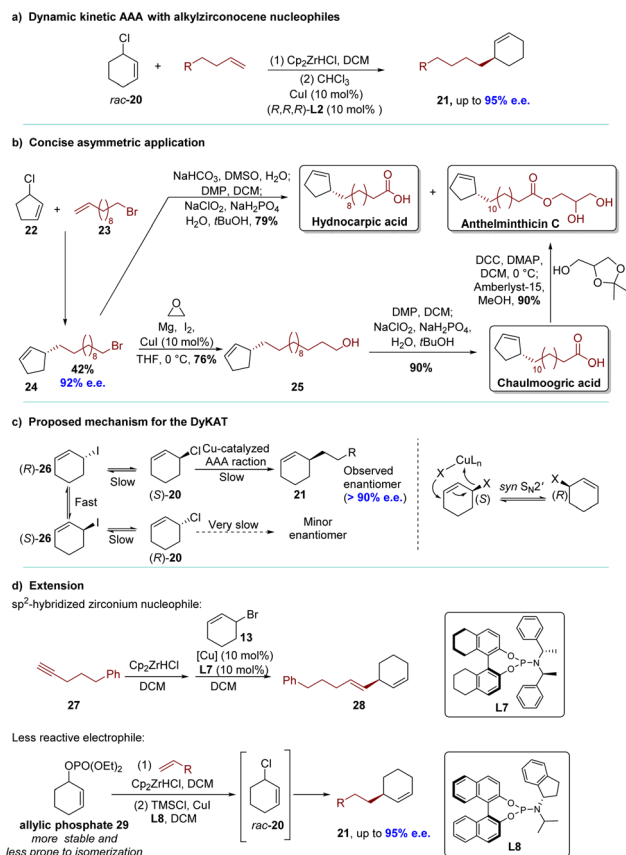 a) Dynamic kinetic AAA with alkylzirconocene nucleophiles
Cl
rac-20
+
R
(1) Cp2ZrHCl, DCM
(2) CHCl3
CuI (10 mol%)
(R,R,R)-L2 (10 mol% )
R
21, up to 95% e.e.
b) Concise asymmetric application
Cl
22
+
8
Br
23
NaHCO3, DMSO, H2O;
DMP, DCM;
NaClO2, NaH2PO4
H2O, tBuOH, 79%
8
O
OH
Hydnocarpic acid
+
10
O
O
OH
OH
Anthelminthicin C
DCC, DMAP,
DCM, 0 °C;
Amberlyst-15,
MeOH, 90%
HO
O
O
8
Br
24
42%
92% e.e.
O
Mg, I2,
CuI (10 mol%)
THF, 0 °C, 76%
8
OH
25
DMP, DCM;
NaClO2, NaH2PO4,
H2O, tBuOH
90%
10
O
OH
Chaulmoogric acid
c) Proposed mechanism for the DyKAT
(R)-26
I
Slow
Cl
(S)-20
Cu-catalyzed
AAA raction
Slow
R
21
Observed
enantiomer
(> 90% e.e.)
Fast
(S)-26
I
Slow
Cl
(R)-20
Very slow
Minor
enantiomer
CuLn
X
X
(S)
syn SN2'
X
(R)
d) Extension
sp2-hybridized zirconium nucleophile:
Ph
27
Cp2ZrHCl
DCM
Br
13
[Cu] (10 mol%)
L7 (10 mol%)
DCM
Ph
28
O
O
P
N
L7
Less reactive electrophile:
OPO(OEt)2
allylic phosphate 29
more stable and
less prone to isomerization
(1)
R
Cp2ZrHCl, DCM
(2) TMSCl, CuI
L8, DCM
Cl
rac-20
R
21, up to 95% e.e.
O
O
P
N
L8